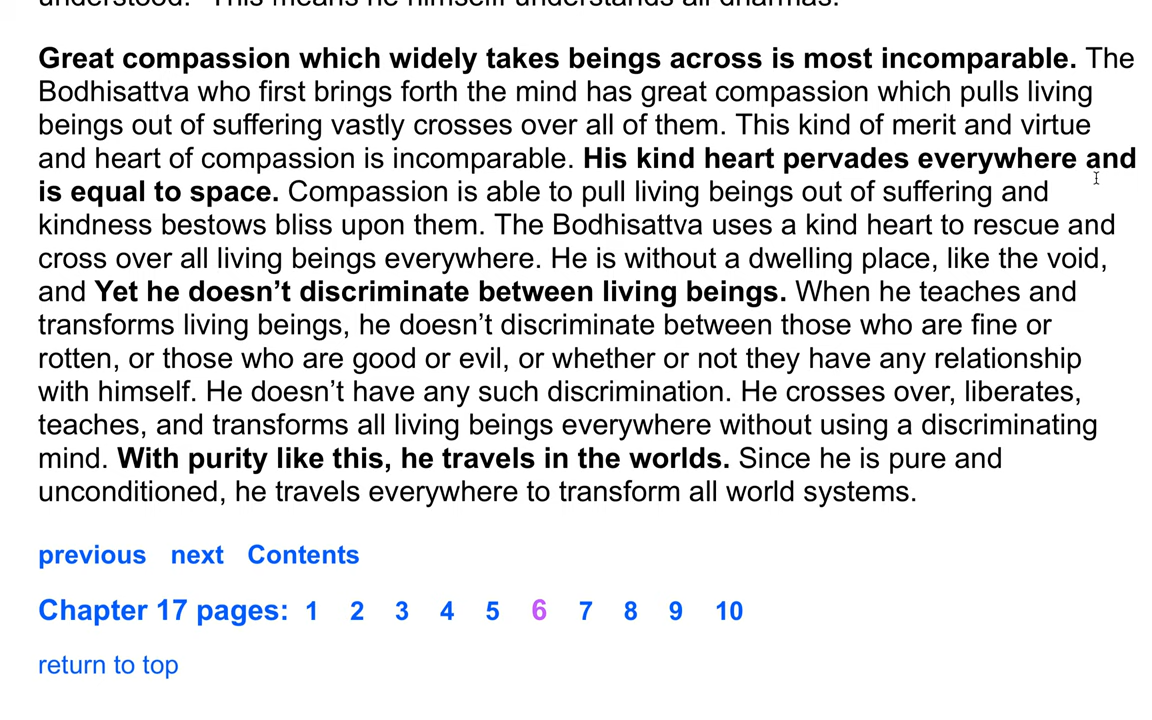 understood." This means he himself understands all dharmas.
Great compassion which widely takes beings across is most incomparable. The
Bodhisattva who first brings forth the mind has great compassion which pulls living
beings out of suffering vastly crosses over all of them. This kind of merit and virtue
and heart of compassion is incomparable. His kind heart pervades everywhere and
is equal to space. Compassion is able to pull living beings out of suffering and
kindness bestows bliss upon them. The Bodhisattva uses a kind heart to rescue and
cross over all living beings everywhere. He is without a dwelling place, like the void,
and Yet he doesn’t discriminate between living beings. When he teaches and
transforms living beings, he doesn’t discriminate between those who are fine or
rotten, or those who are good or evil, or whether or not they have any relationship
with himself. He doesn’t have any such discrimination. He crosses over, liberates,
teaches, and transforms all living beings everywhere without using a discriminating
mind. With purity like this, he travels in the worlds. Since he is pure and
unconditioned, he travels everywhere to transform all world systems.
previous next Contents
Chapter 17 pages: 1 2 3 4 5 6 7 8 9 10
return to top